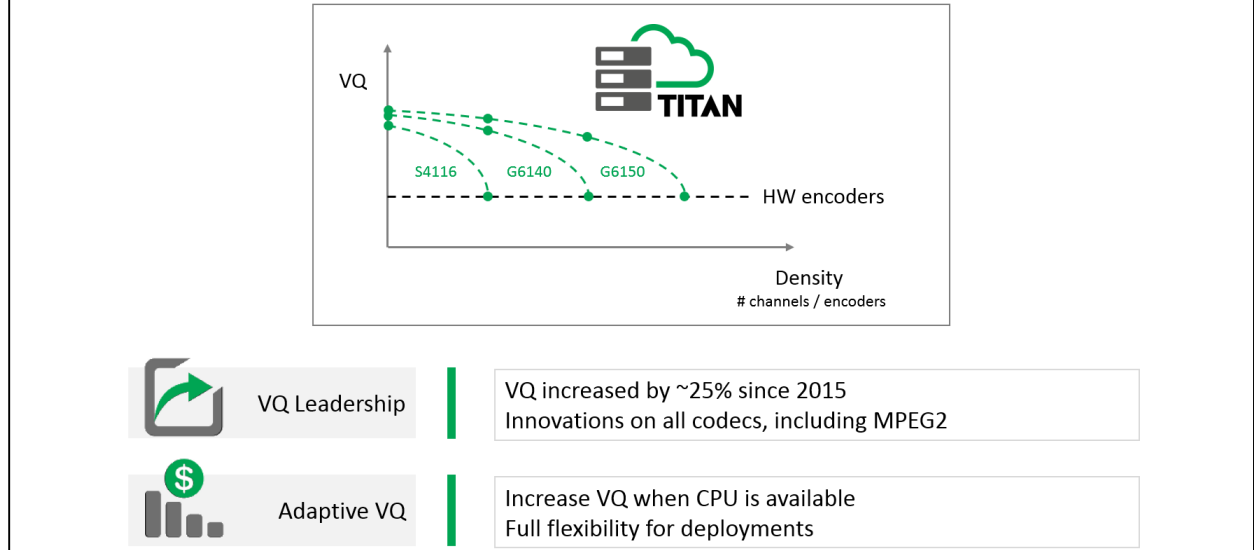 VQ
TITAN
S4116
G6140
G6150
HW encoders
Density
# channels / encoders
VQ Leadership
VQ increased by ~25% since 2015
Innovations on all codecs, including MPEG2
$
Adaptive VQ
Increase VQ when CPU is available
Full flexibility for deployments